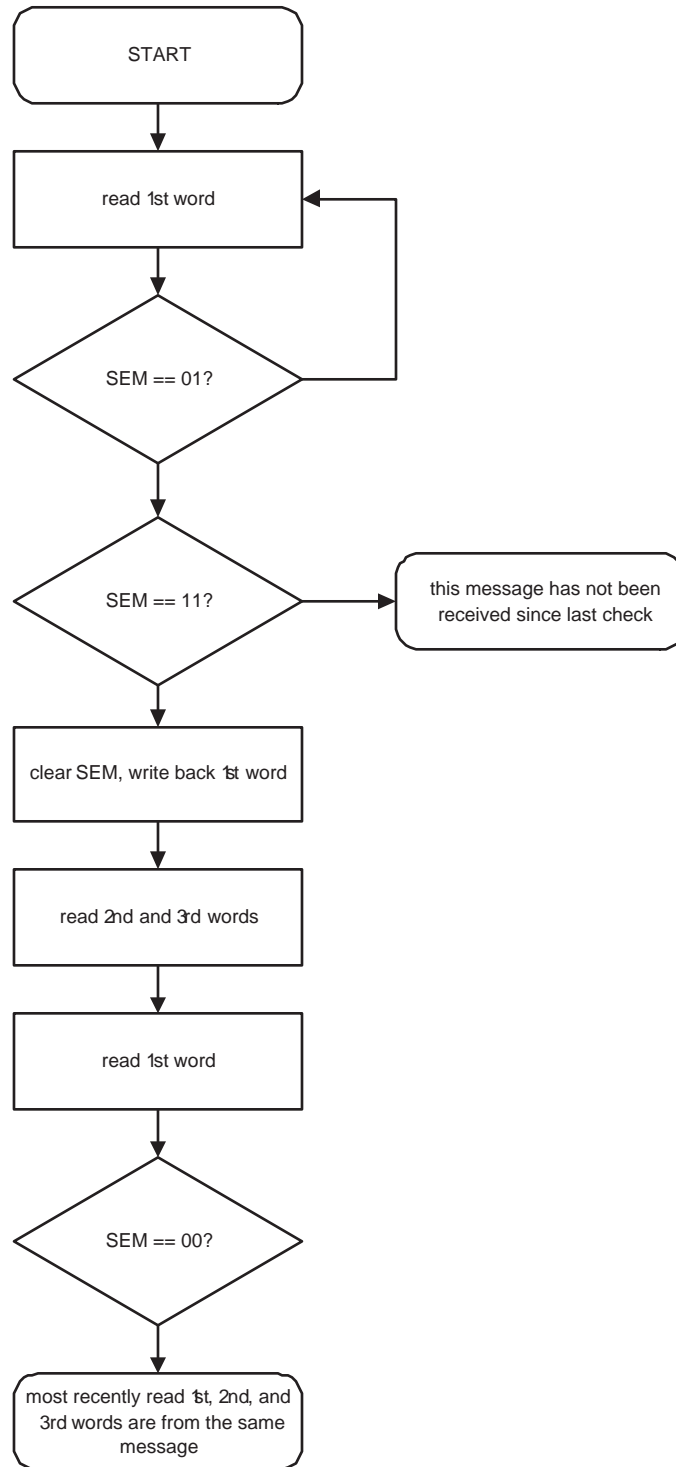 START
read 1st word
SEM == 01?
SEM == 11?
this message has not been
received since last check
clear SEM, write back 1st word
read 2nd and 3rd words
read 1st word
SEM == 00?
most recently read 1st, 2nd, and
3rd words are from the same
message